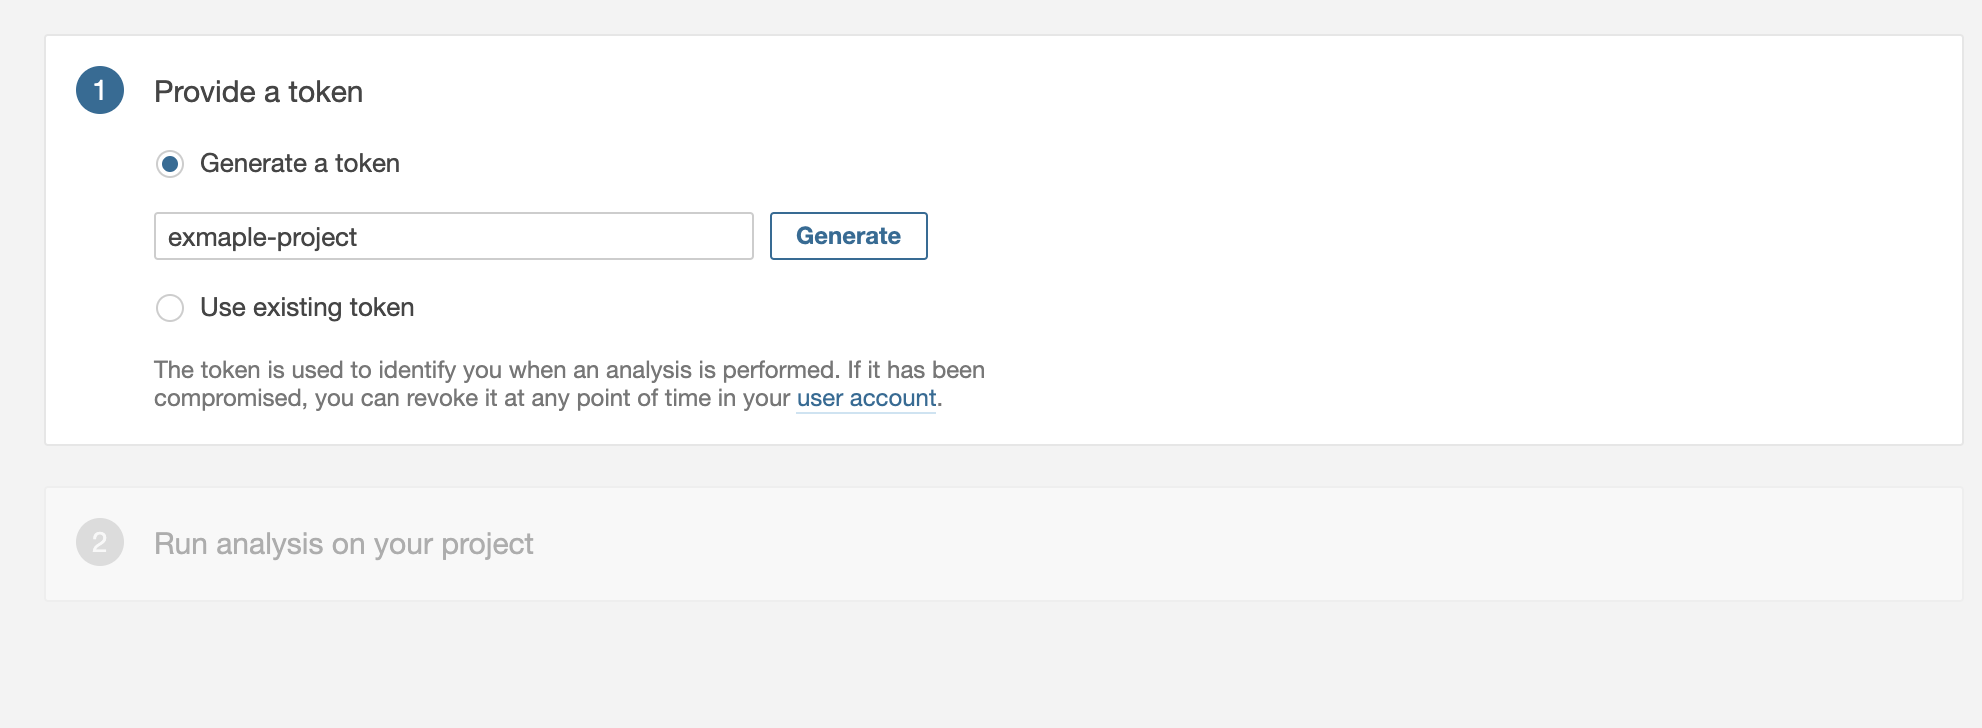 1
Provide a token
Generate a token
exmaple-project
Generate
Use existing token
The token is used to identify you when an analysis is performed. If it has been
compromised, you can revoke it at any point of time in your user account.
2
Run analysis on your project